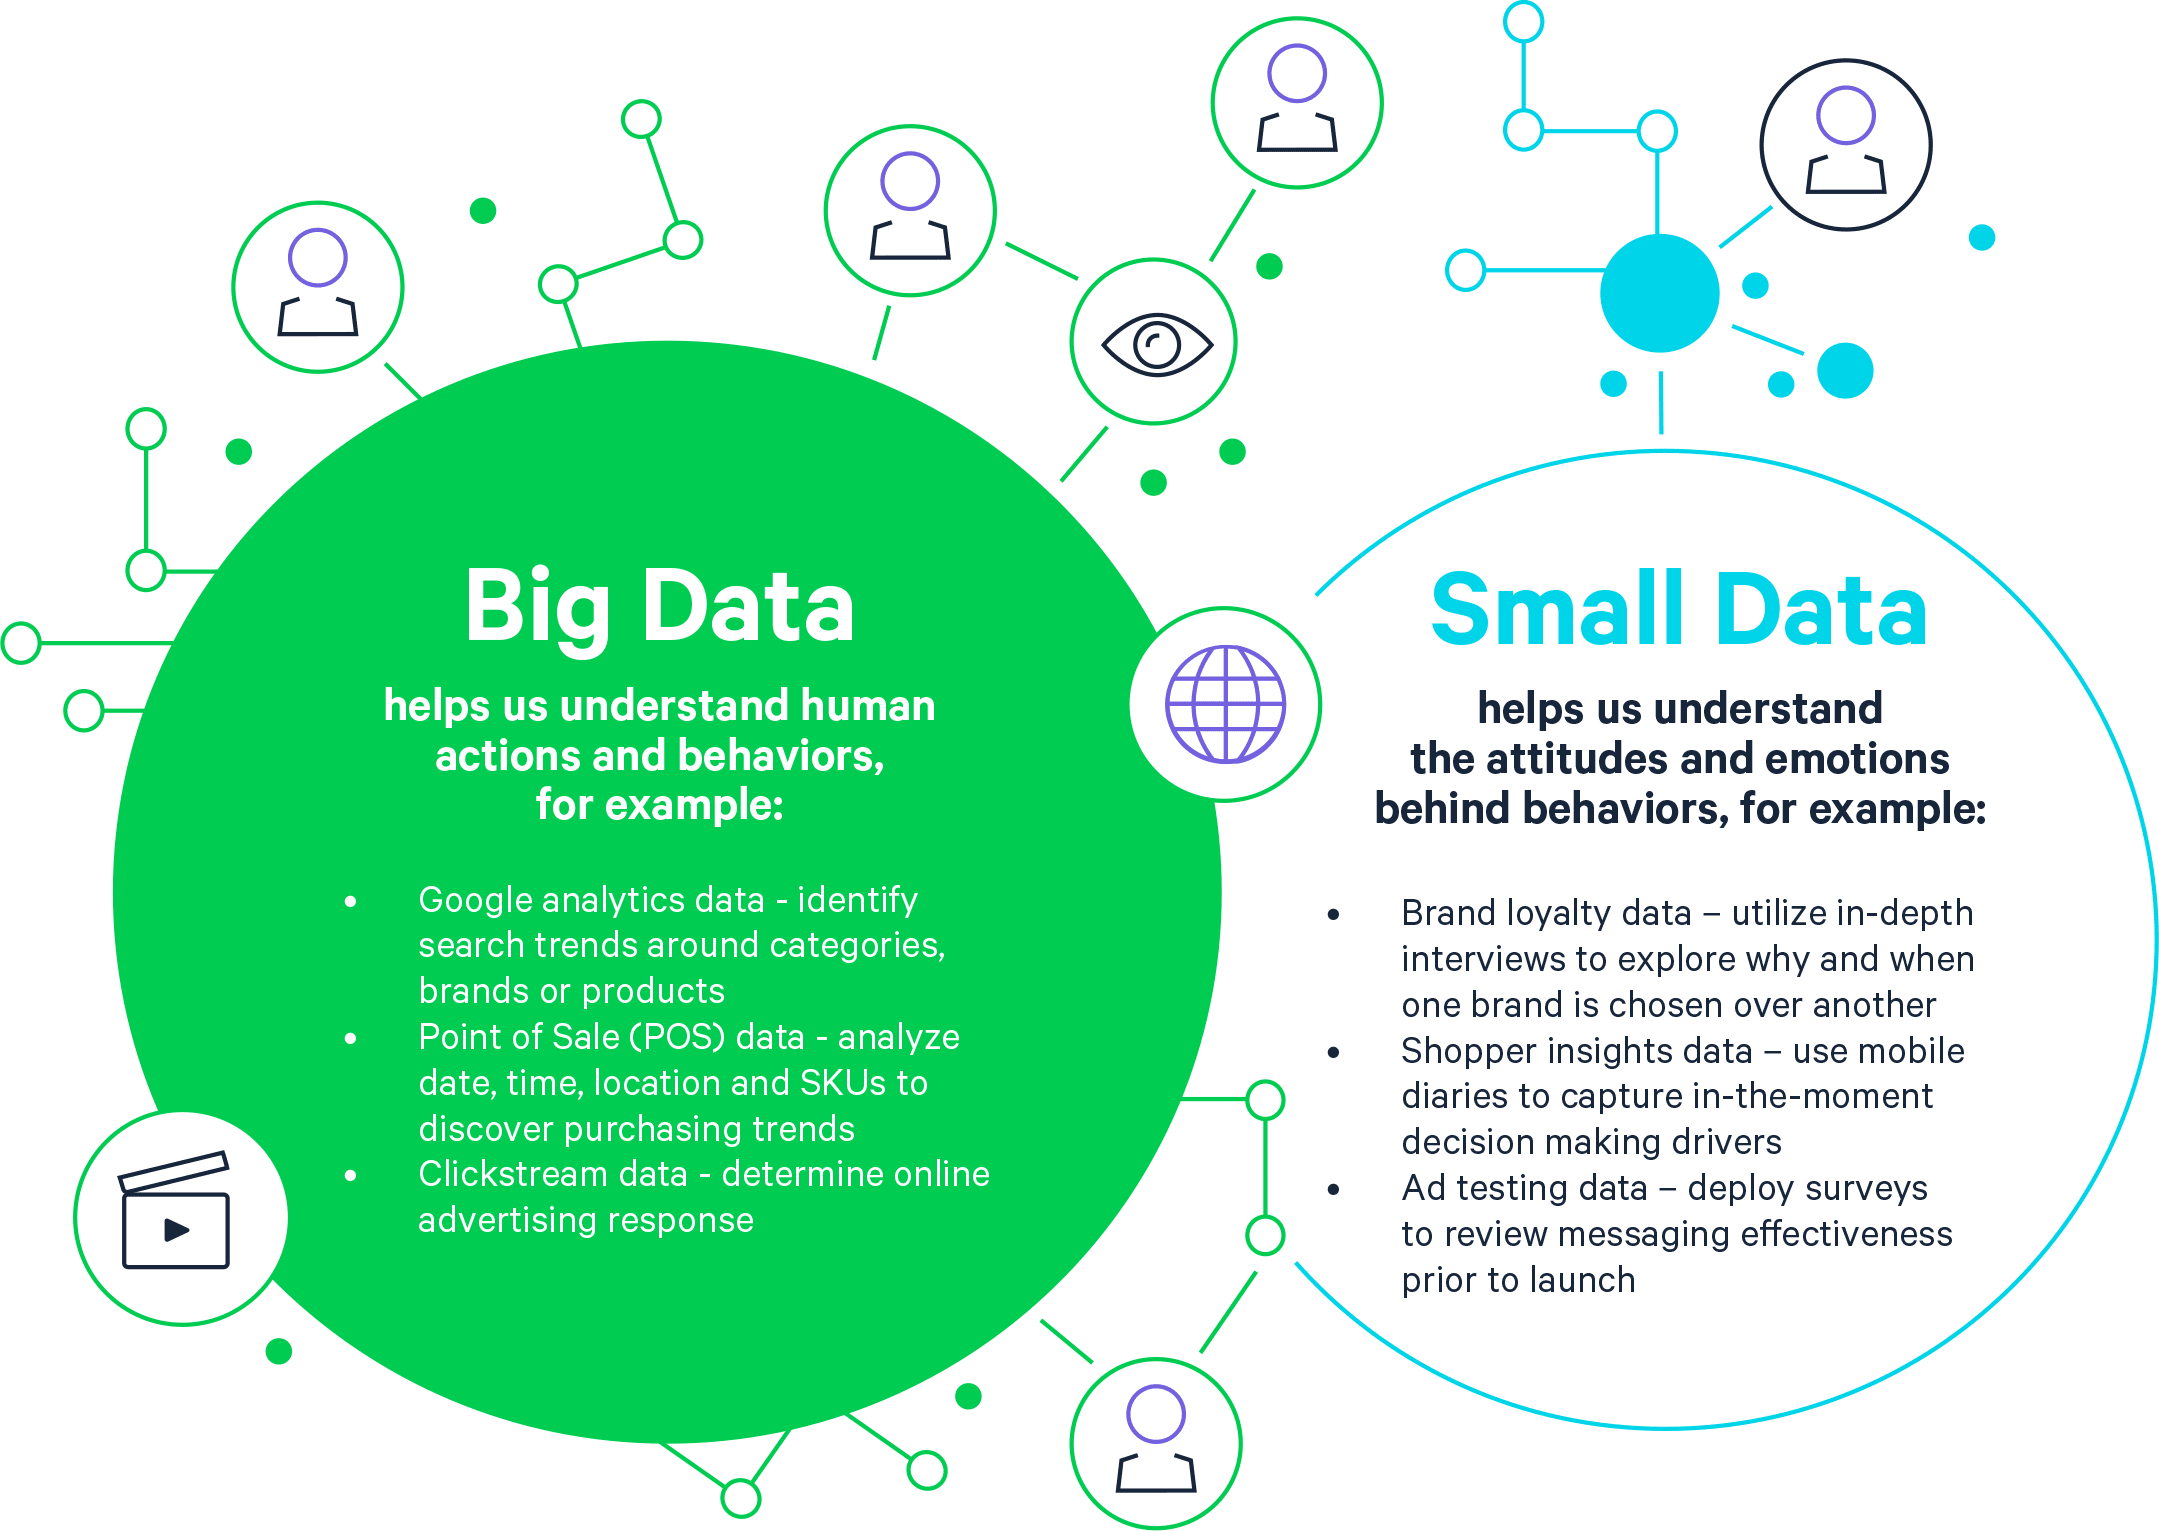 Big Data
helps us understand human
actions and behaviors,
for example:
• Google analytics data - identify
search trends around categories,
brands or products
• Point of Sale (POS) data - analyze
date, time, location and SKUs to
discover purchasing trends
• Clickstream data - determine online
advertising response
Small Data
helps us understand
the attitudes and emotions
behind behaviors, for example:
• Brand loyalty data – utilize in-depth
interviews to explore why and when
one brand is chosen over another
• Shopper insights data – use mobile
diaries to capture in-the-moment
decision making drivers
• Ad testing data – deploy surveys
to review messaging effectiveness
prior to launch